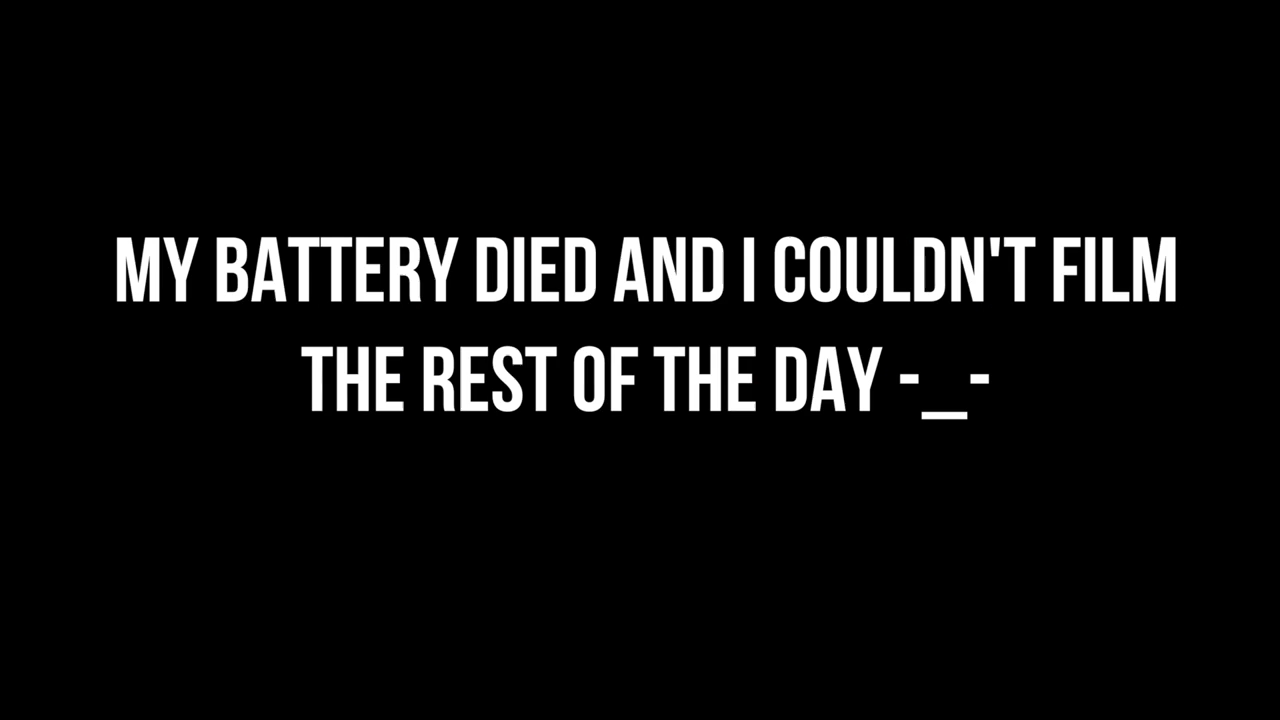 MY BATTERY DIED AND I COULDN'T FILM
THE REST OF THE DAY -_-